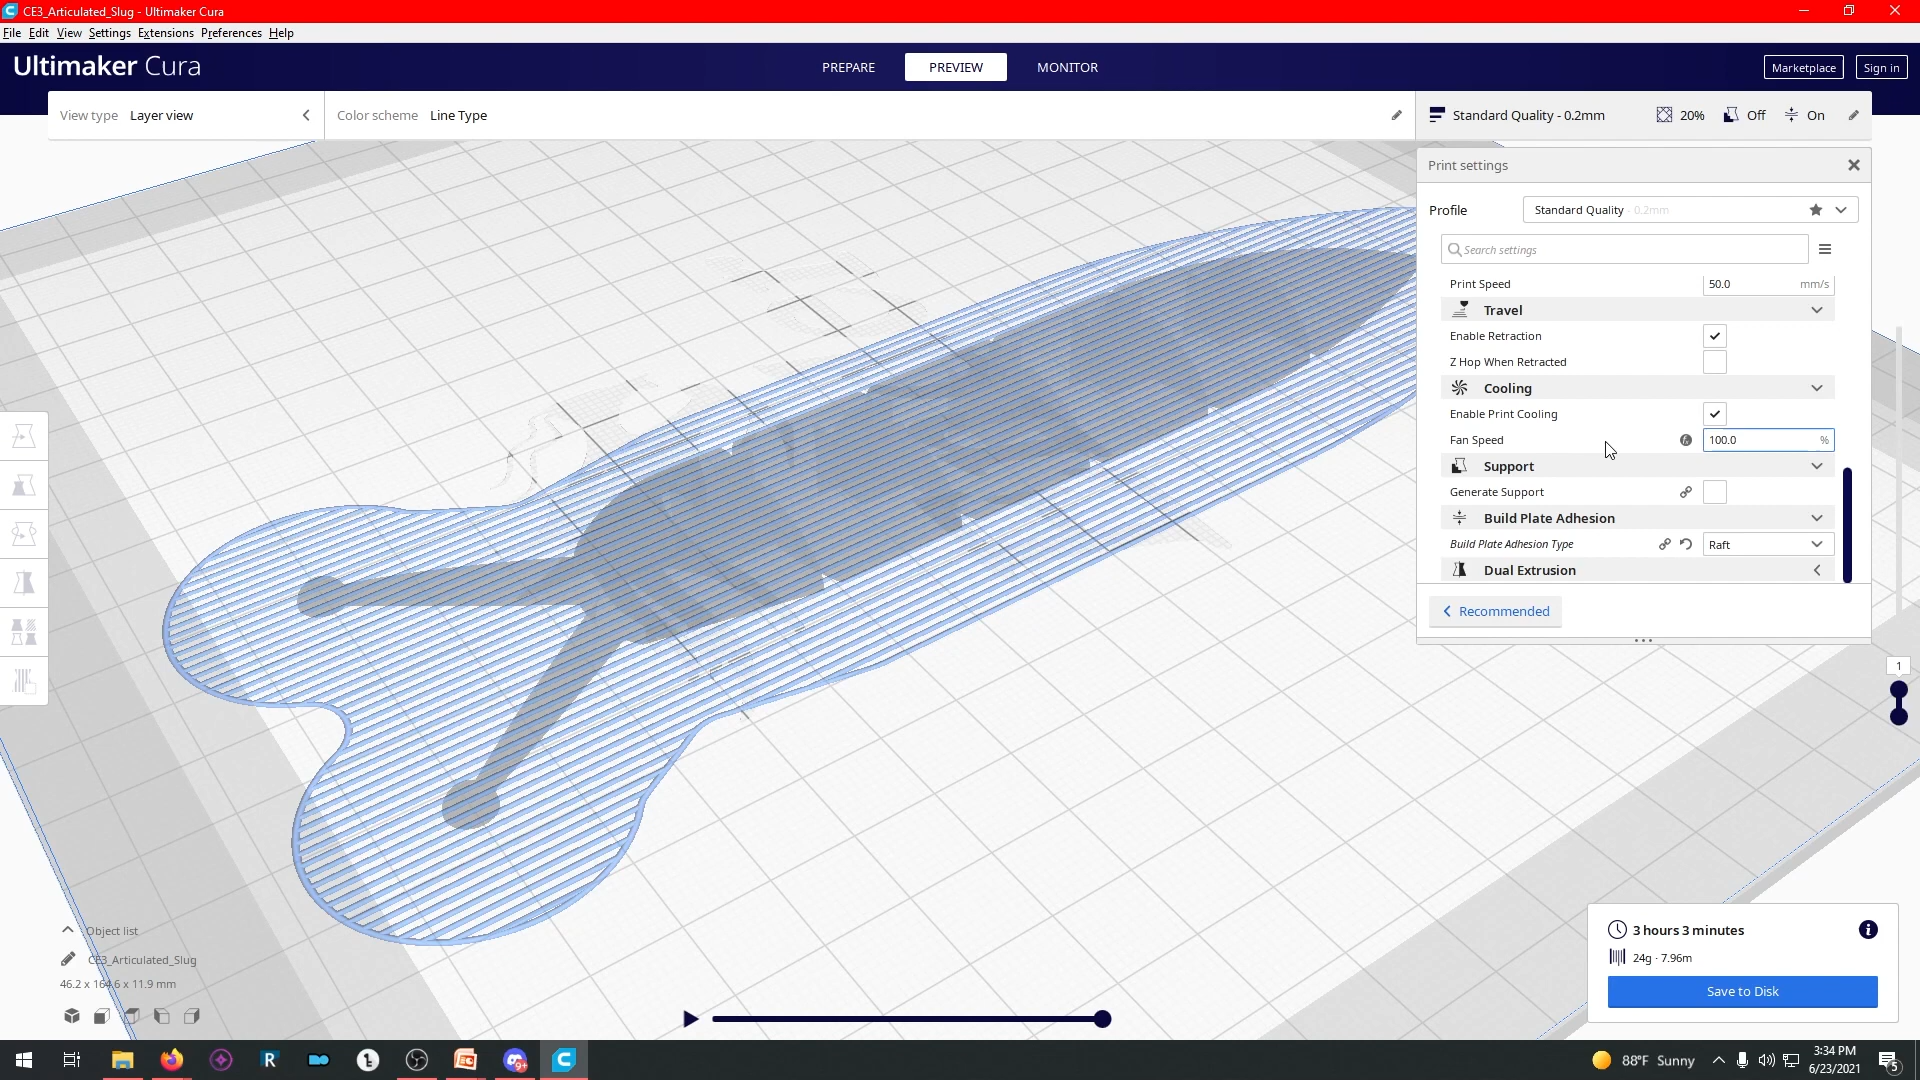 CE3_Articulated_Slug - Ultimaker Cura
File Edit View Settings Extensions Preferences Help
Ultimaker Cura
PREPARE PREVIEW MONITOR
Marketplace Sign in
View type Layer view Color scheme Line Type
Standard Quality - 0.2mm 20% Off On
Print settings
Profile Standard Quality - 0.2mm
Search settings
Print Speed 50.0 mm/s
Travel
Enable Retraction
Z Hop When Retracted
Cooling
Enable Print Cooling
Fan Speed 100.0 %
Support
Generate Support
Build Plate Adhesion
Build Plate Adhesion Type Raft
Dual Extrusion
Recommended
1
Object list
CE3_Articulated_Slug
46.2 x 164.6 x 11.9 mm
3 hours 3 minutes
24g · 7.96m
Save to Disk
88°F Sunny
3:34 PM
6/23/2021
5
9+